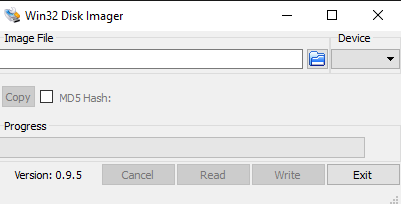 Win32 Disk Imager
Image File
Device
Copy MD5 Hash:
Progress
Version: 0.9.5 Cancel Read Write Exit